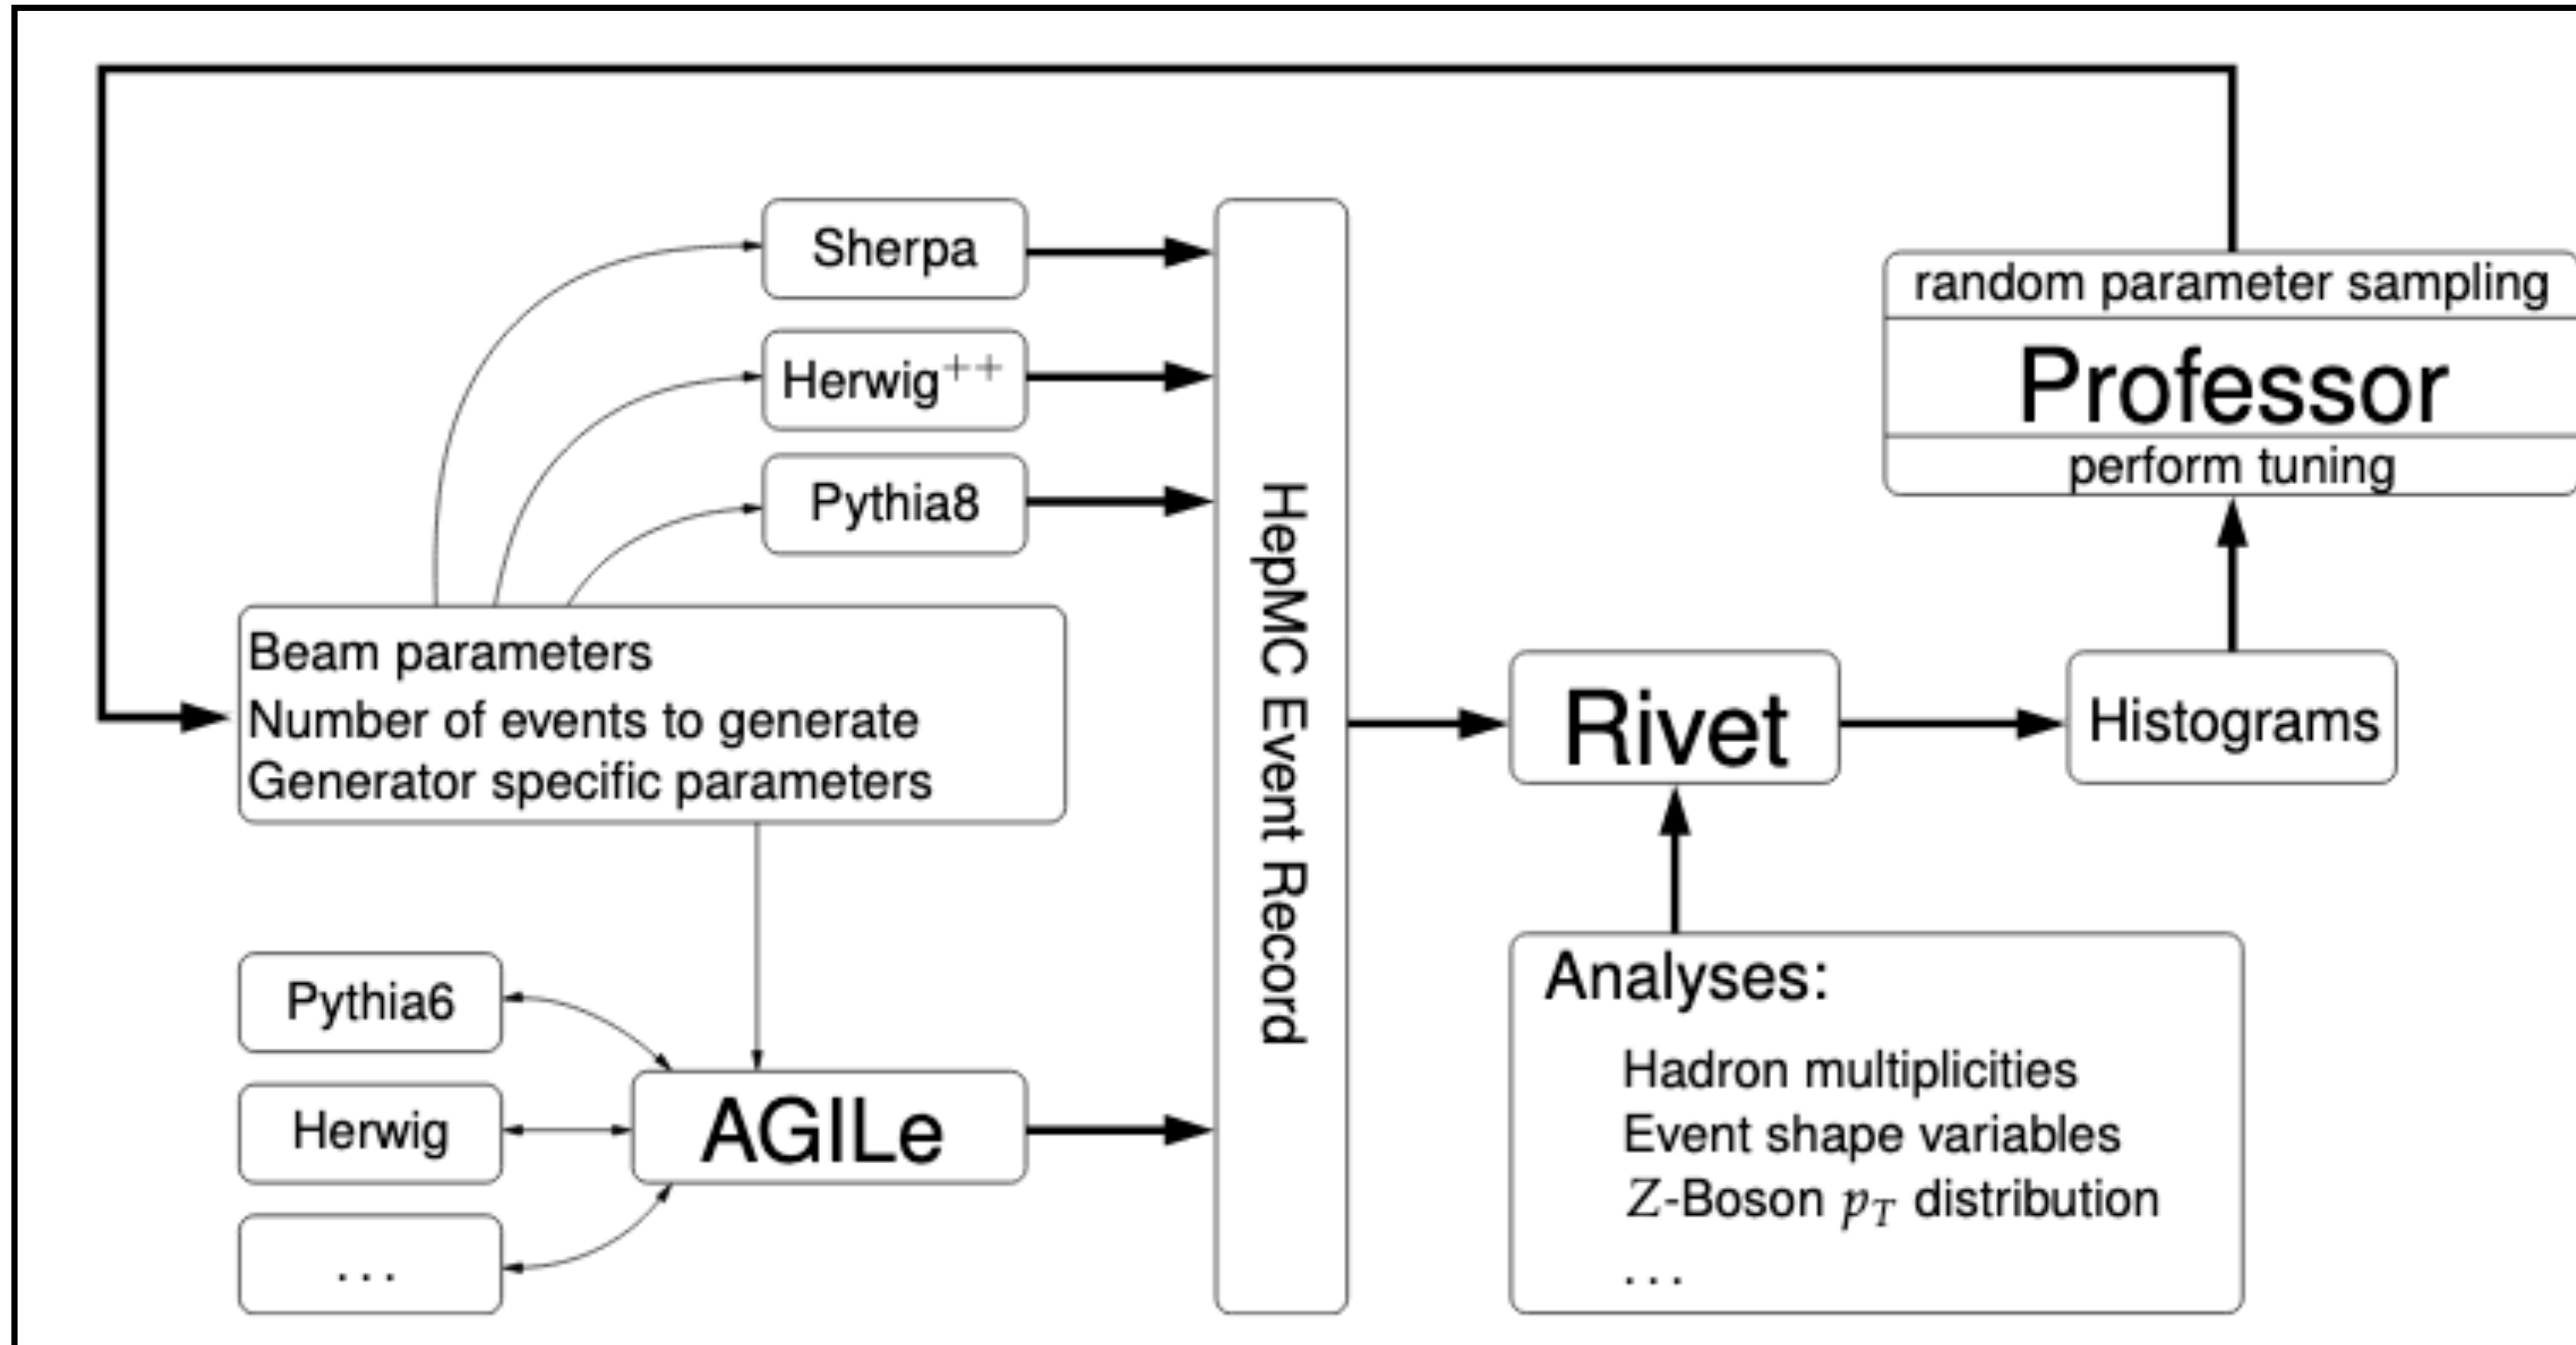 Sherpa
Herwig++
Pythia8
Beam parameters
Number of events to generate
Generator specific parameters
Pythia6
Herwig
...
AGILe
HepMC Event Record
Rivet
Analyses:
Hadron multiplicities
Event shape variables
Z-Boson p_T distribution
...
Histograms
random parameter sampling
Professor
perform tuning